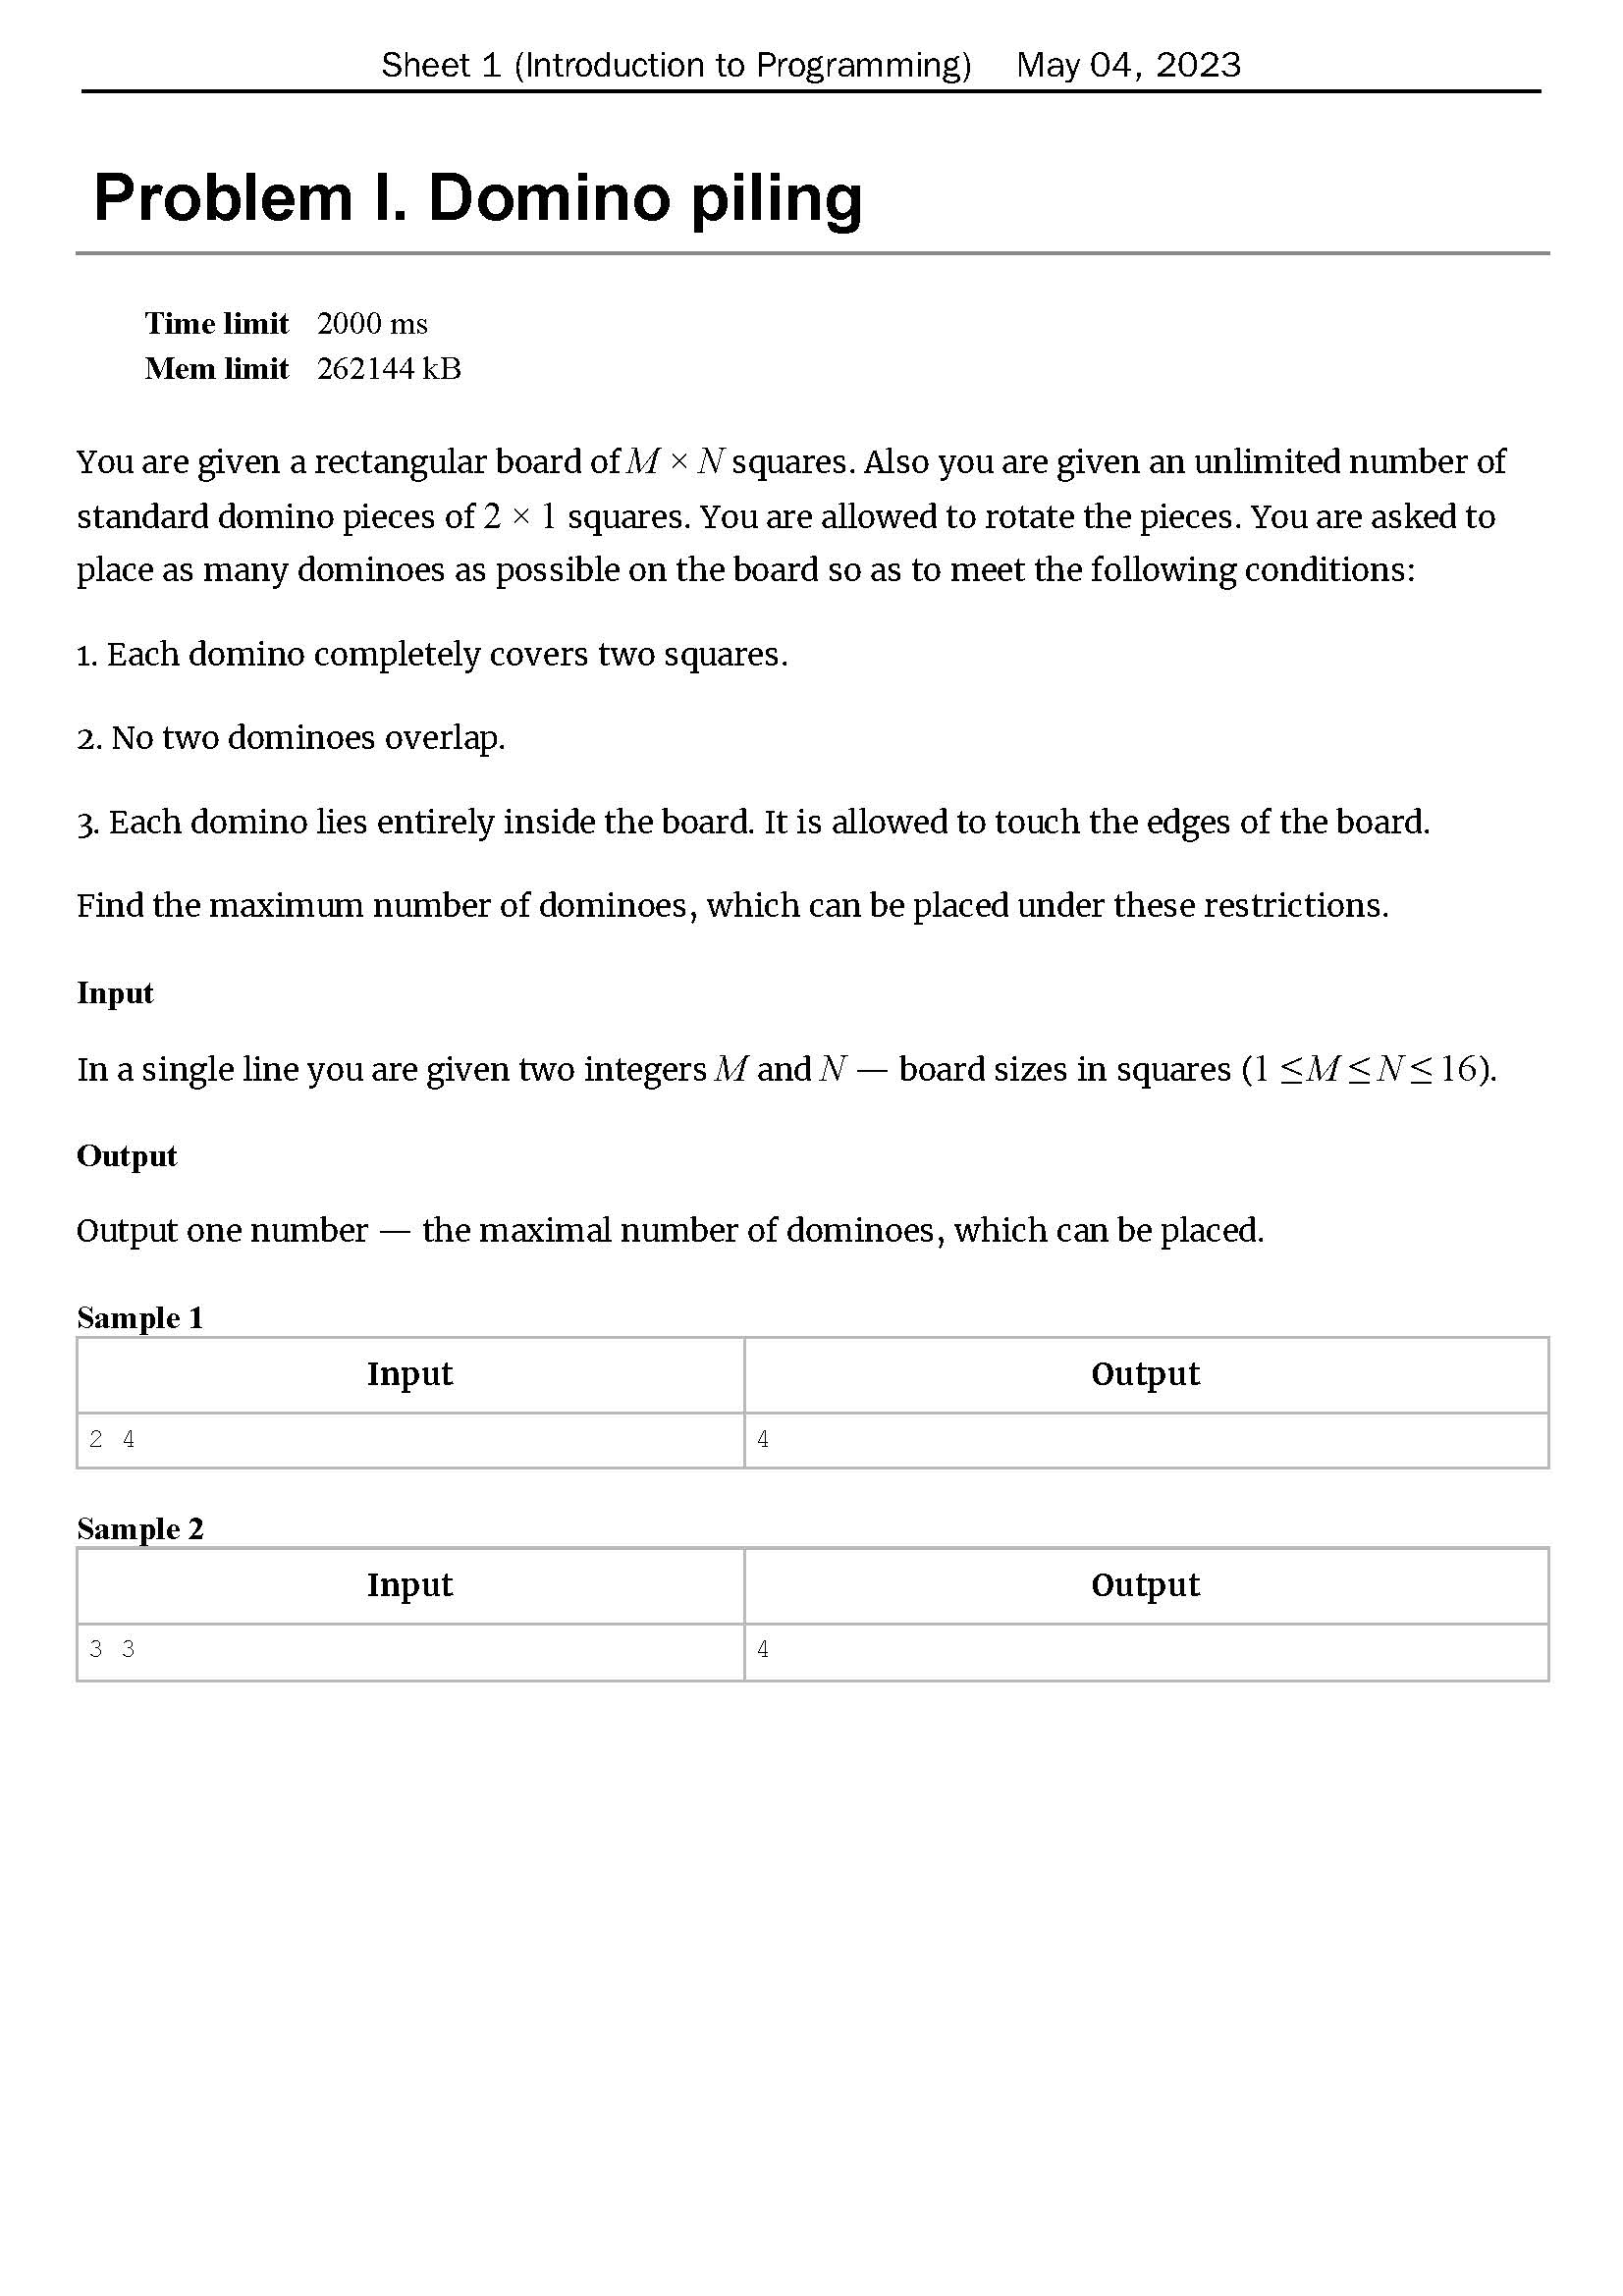 Sheet 1 (Introduction to Programming) May 04, 2023
Problem I. Domino piling
Time limit 2000 ms
Mem limit 262144 kB
You are given a rectangular board of M × N squares. Also you are given an unlimited number of
standard domino pieces of 2 × 1 squares. You are allowed to rotate the pieces. You are asked to
place as many dominoes as possible on the board so as to meet the following conditions:
1. Each domino completely covers two squares.
2. No two dominoes overlap.
3. Each domino lies entirely inside the board. It is allowed to touch the edges of the board.
Find the maximum number of dominoes, which can be placed under these restrictions.
Input
In a single line you are given two integers M and N — board sizes in squares (1 ≤ M ≤ N ≤ 16).
Output
Output one number — the maximal number of dominoes, which can be placed.
Sample 1
Input Output
2 4 4
Sample 2
Input Output
3 3 4